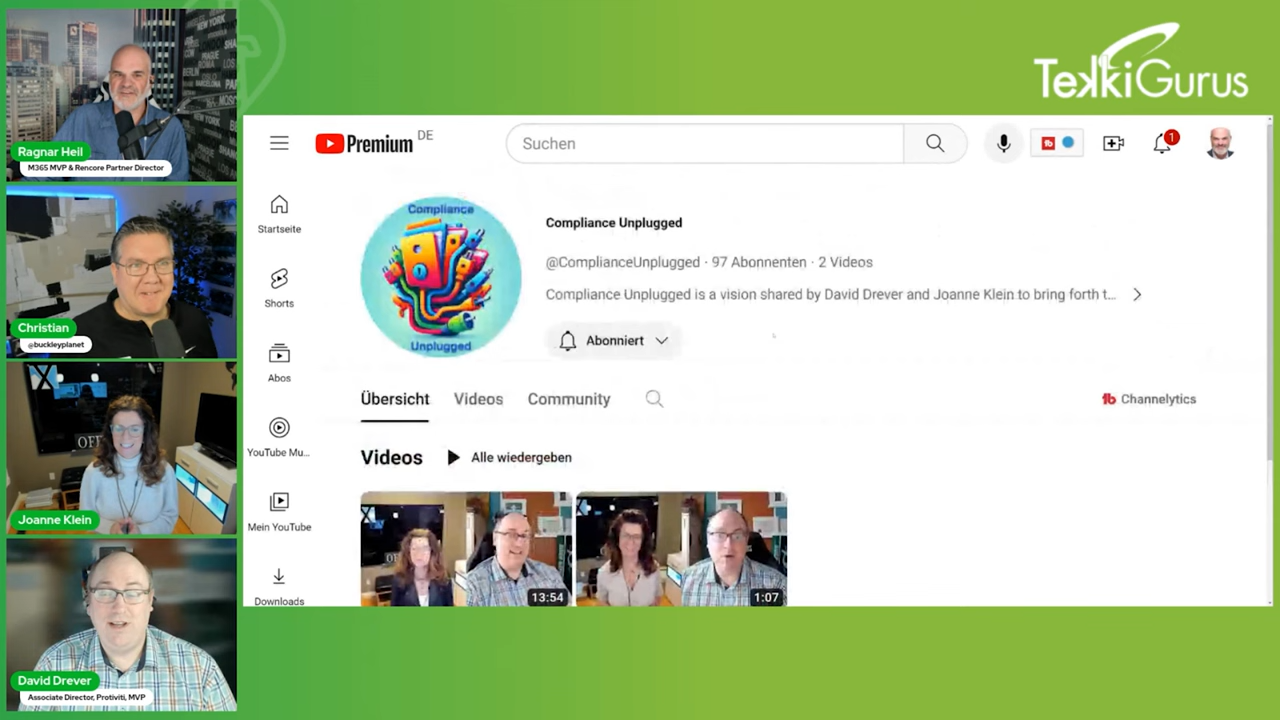 Ragnar Heil
M365 MVP & Rencore Partner Director
Christian
@buckleyplanet
OFF
Joanne Klein
David Drever
Associate Director, Protiviti, MVP
TekkiGurus
Premium DE
Suchen
1
Startseite
Shorts
Abos
YouTube Mu...
Mein YouTube
Downloads
Compliance
Unplugged
Compliance Unplugged
@ComplianceUnplugged · 97 Abonnenten · 2 Videos
Compliance Unplugged is a vision shared by David Drever and Joanne Klein to bring forth t...
Abonniert
Übersicht
Videos
Community
Channelytics
Videos
Alle wiedergeben
13:54
1:07